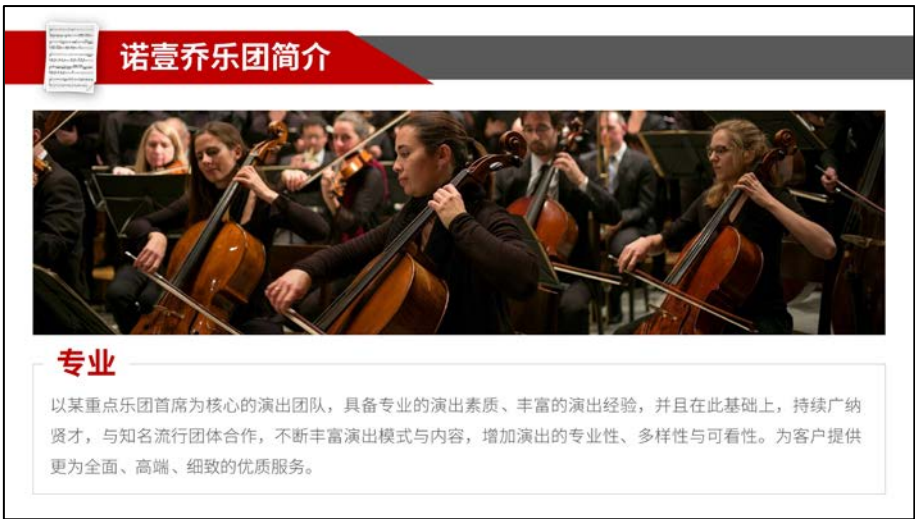 诺壹乔乐团简介
专业
以某重点乐团首席为核心的演出团队，具备专业的演出素质、丰富的演出经验，并且在此基础上，持续广纳
贤才，与知名流行团体合作，不断丰富演出模式与内容，增加演出的专业性、多样性与可看性。为客户提供
更为全面、高端、细致的优质服务。